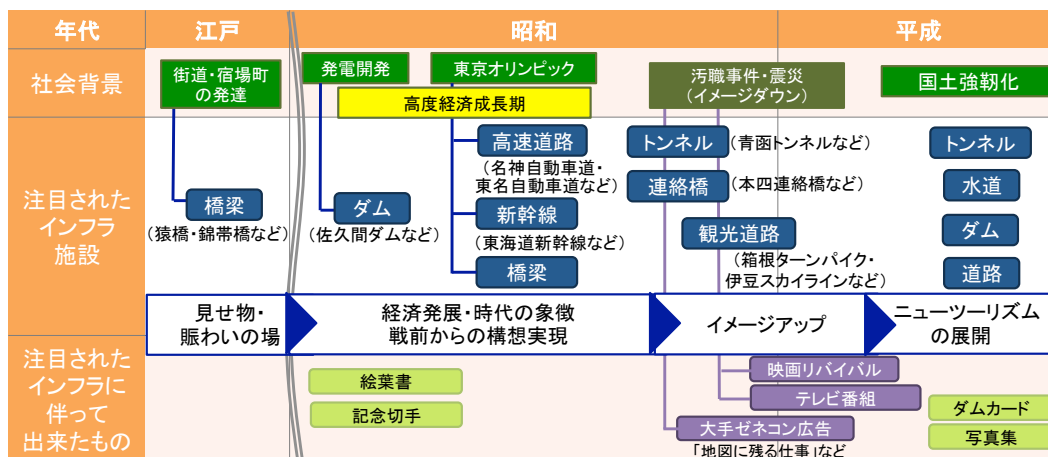 年代
江戸
昭和
平成
社会背景
街道・宿場町
の発達
発電開発
東京オリンピック
高度経済成長期
汚職事件・震災
（イメージダウン）
国土強靭化
注目された
インフラ
施設
橋梁
（猿橋・錦帯橋など）
ダム
（佐久間ダムなど）
高速道路
（名神自動車道・
東名自動車道など）
新幹線
（東海道新幹線など）
橋梁
トンネル
（青函トンネルなど）
連絡橋
（本四連絡橋など）
観光道路
（箱根ターンパイク・
伊豆スカイラインなど）
トンネル
水道
ダム
道路
見せ物・
賑わいの場
経済発展・時代の象徴
戦前からの構想実現
イメージアップ
ニューツーリズム
の展開
注目された
インフラに
伴って
出来たもの
絵葉書
記念切手
映画リバイバル
テレビ番組
大手ゼネコン広告
「地図に残る仕事」など
ダムカード
写真集